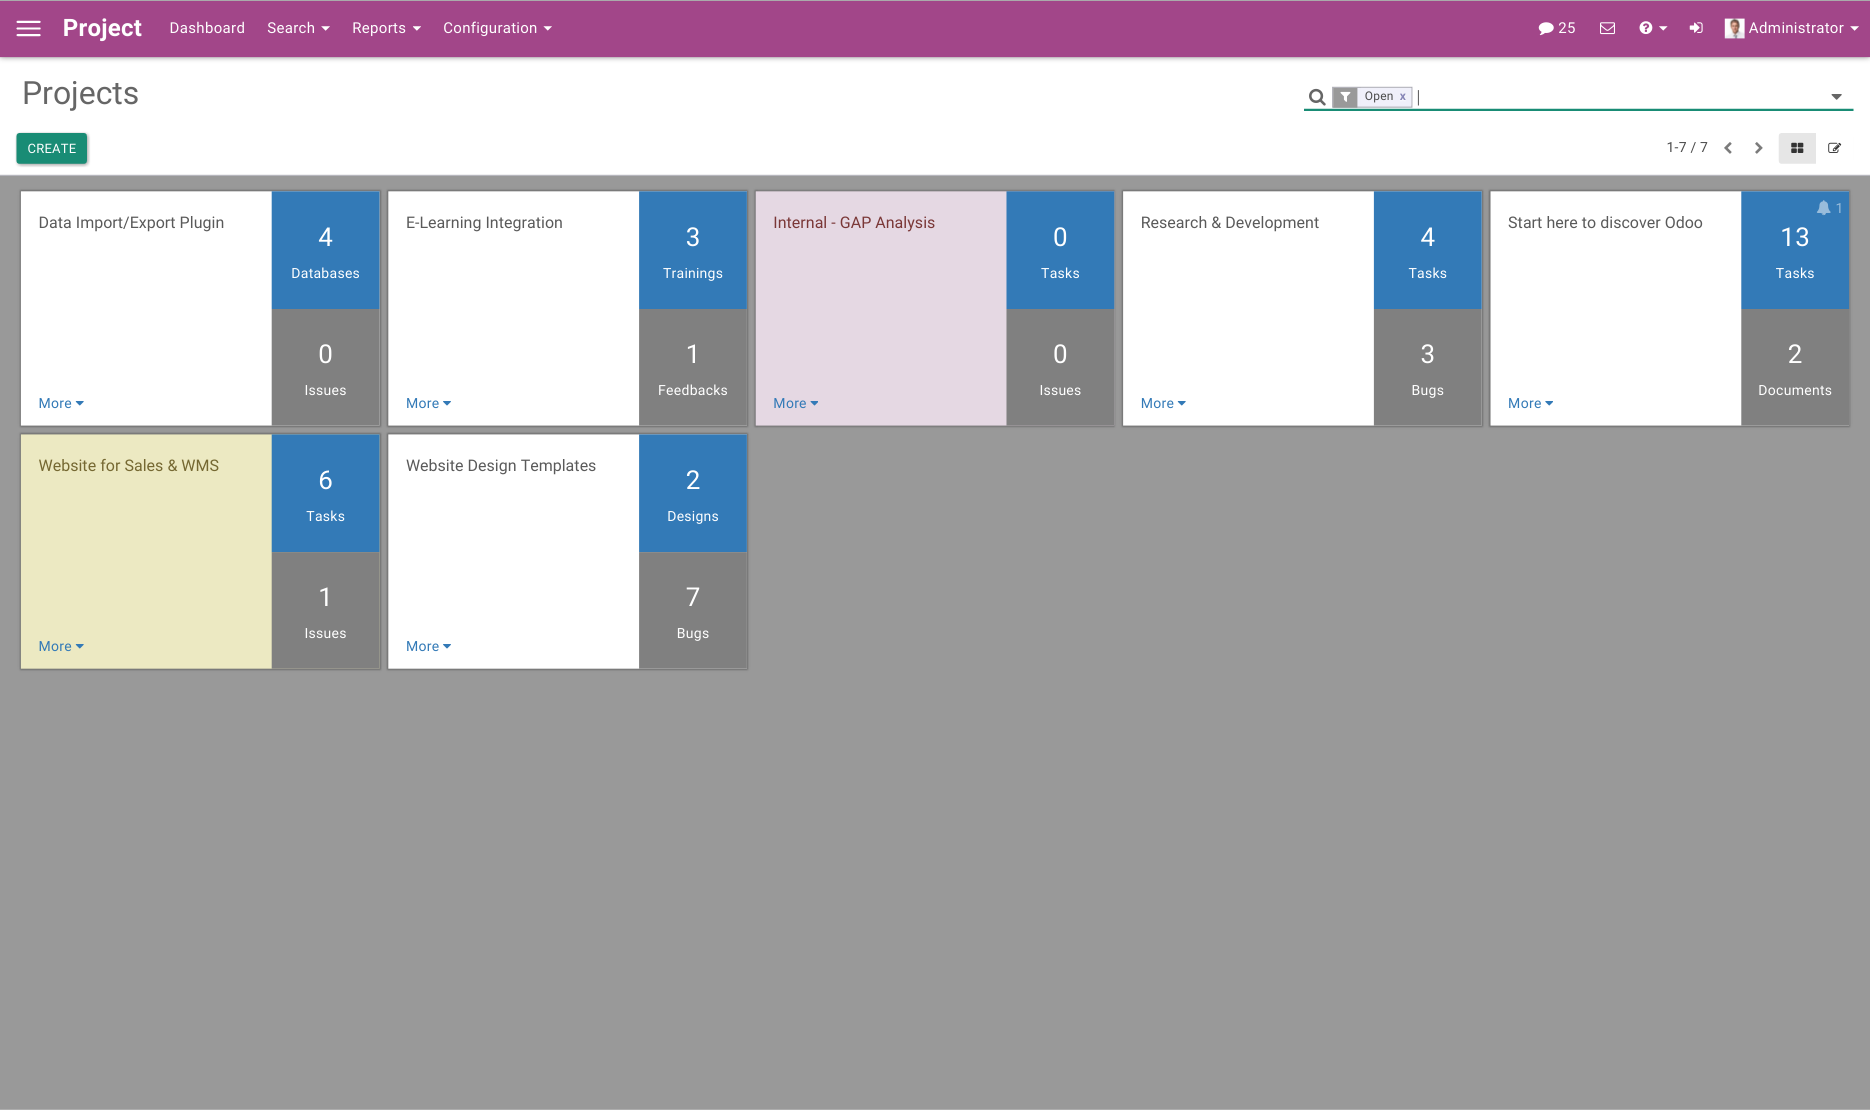 Project Dashboard Search Reports Configuration 25 Administrator
Projects
Open x
CREATE
1-7 / 7
Data Import/Export Plugin
4
Databases
0
Issues
More
E-Learning Integration
3
Trainings
1
Feedbacks
More
Internal - GAP Analysis
0
Tasks
0
Issues
More
Research & Development
4
Tasks
3
Bugs
More
Start here to discover Odoo
1
13
Tasks
2
Documents
More
Website for Sales & WMS
6
Tasks
1
Issues
More
Website Design Templates
2
Designs
7
Bugs
More